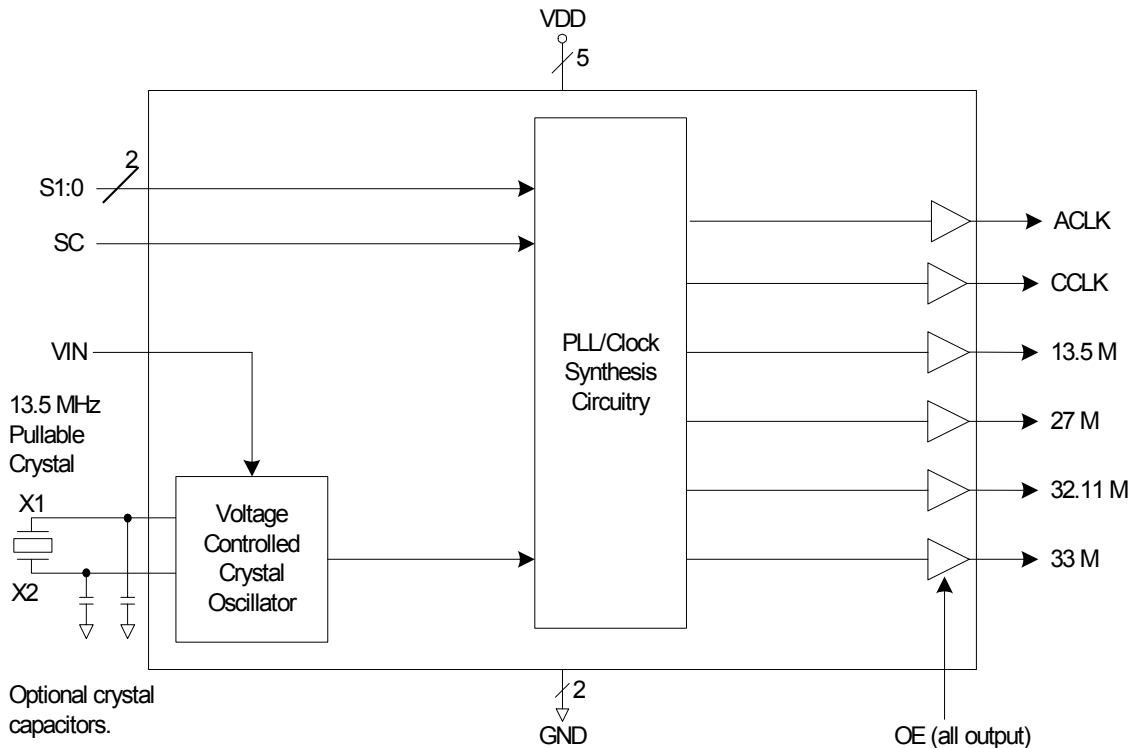 VDD
5
2
S1:0
SC
ACLK
CCLK
VIN
PLL/Clock
Synthesis
Circuitry
13.5 M
13.5 MHz
Pullable
Crystal
27 M
X1
Voltage
Controlled
Crystal
Oscillator
32.11 M
33 M
X2
Optional crystal
capacitors.
2
GND
OE (all output)